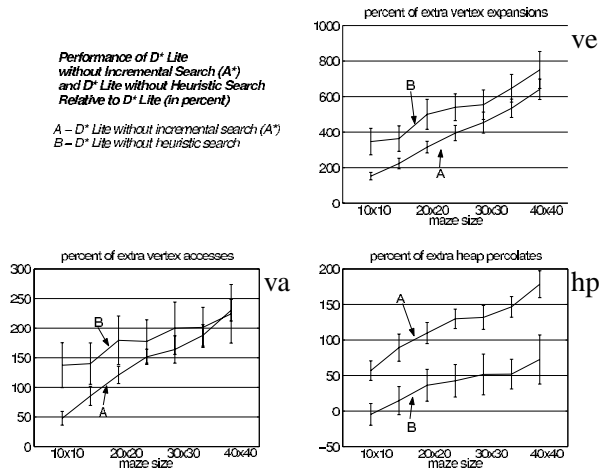 Performance of D* Lite
without Incremental Search (A*)
and D* Lite without Heuristic Search
Relative to D* Lite (in percent)
A – D* Lite without incremental search (A*)
B – D* Lite without heuristic search
percent of extra vertex expansions
ve
1000
800
600
400
200
0
B
A
10x10 20x20 30x30 40x40
maze size
percent of extra vertex accesses
va
300
250
200
150
100
50
0
B
A
10x10 20x20 30x30 40x40
maze size
percent of extra heap percolates
hp
200
150
100
50
0
−50
A
B
10x10 20x20 30x30 40x40
maze size